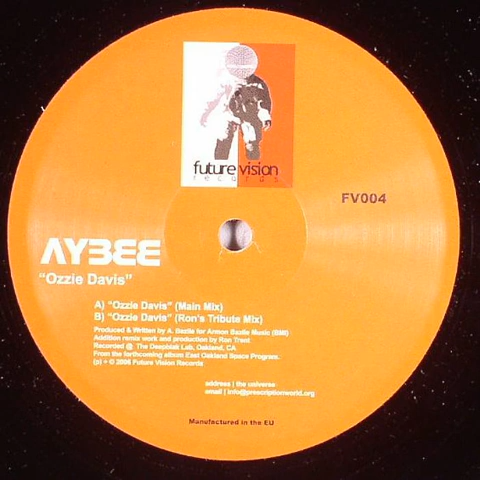 future vision
records
FV004
AYBEE
"Ozzie Davis"
A) "Ozzie Davis" (Main Mix)
B) "Ozzie Davis" (Ron's Tribute Mix)
Produced & Written by A. Bazile for Armon Bazile Music (BMI)
Addition remix work and production by Ron Trent
Recorded @ The Deepblak Lab, Oakland, CA
From the forthcoming album East Oakland Space Program.
(p) + © 2006 Future Vision Records
address | the universe
email | info@prescriptionworld.org
Manufactured in the EU